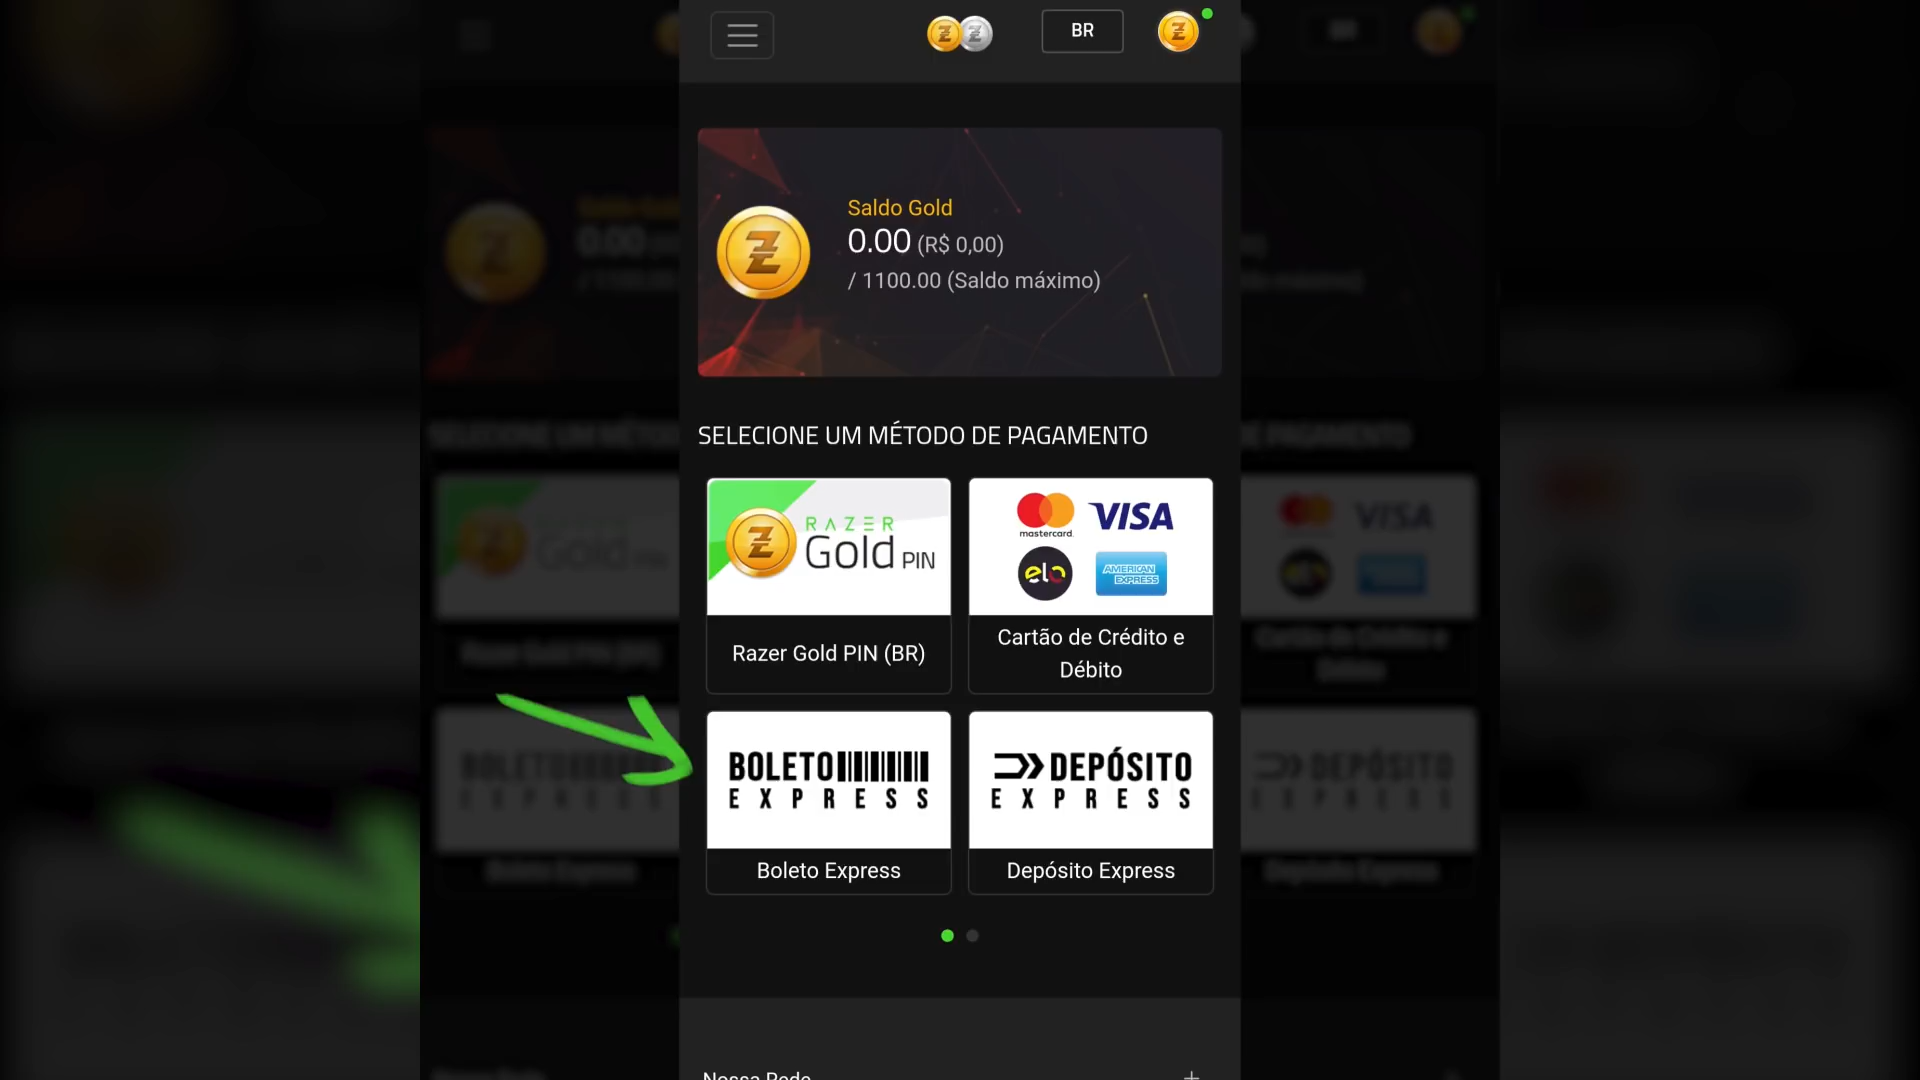 BR
Saldo Gold
0.00 (R$ 0,00)
/ 1100.00 (Saldo máximo)
SELECIONE UM MÉTODO DE PAGAMENTO
RAZER
Gold PIN
Razer Gold PIN (BR)
mastercard
VISA
elo
AMERICAN
EXPRESS
Cartão de Crédito e
Débito
BOLETO
EXPRESS
Boleto Express
DEPÓSITO
EXPRESS
Depósito Express
Nossa Rede